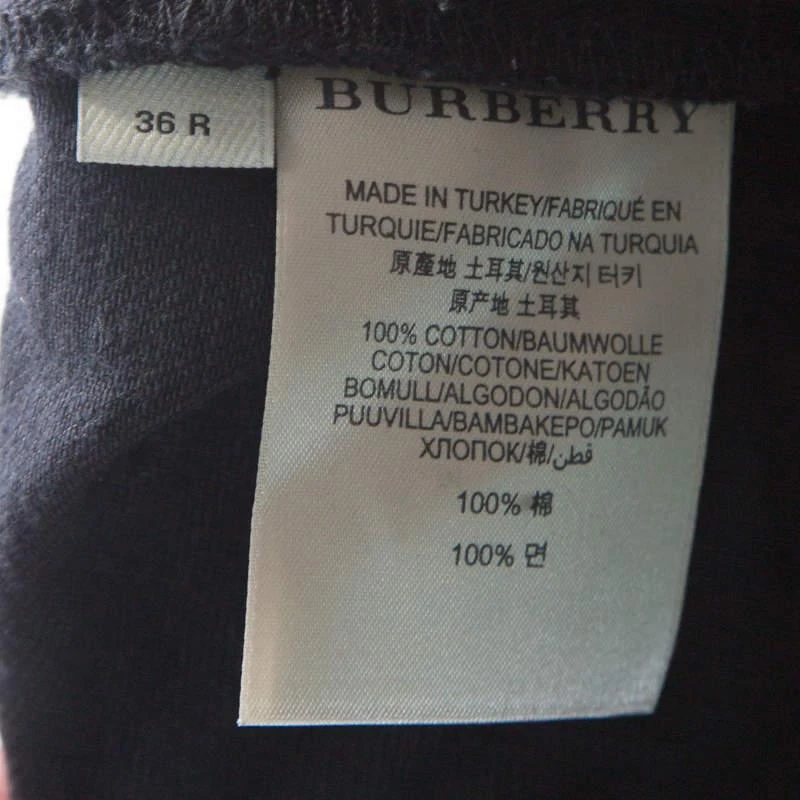 36 R
BURBERRY
MADE IN TURKEY/FABRIQUÉ EN
TURQUIE/FABRICADO NA TURQUIA
原產地 土耳其/원산지 터키
原产地 土耳其
100% COTTON/BAUMWOLLE
COTON/COTONE/KATOEN
BOMULL/ALGODON/ALGODÃO
PUUVILLA/BAMBAKEPO/PAMUK
ХЛОПОК/棉/قطن
100% 棉
100% 면